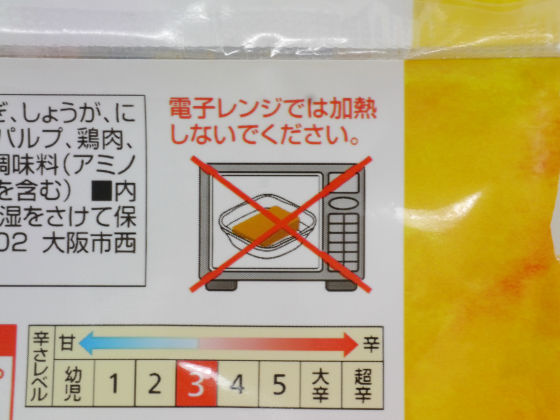 電子レンジでは加熱
しないでください。
ぎ、しょうが、に
パルプ、鶏肉、
調味料(アミノ
を含む) ■内
湿をさけて保
02 大阪市西
辛さレベル
甘 辛
幼児 1 2 3 4 5 大辛 超辛